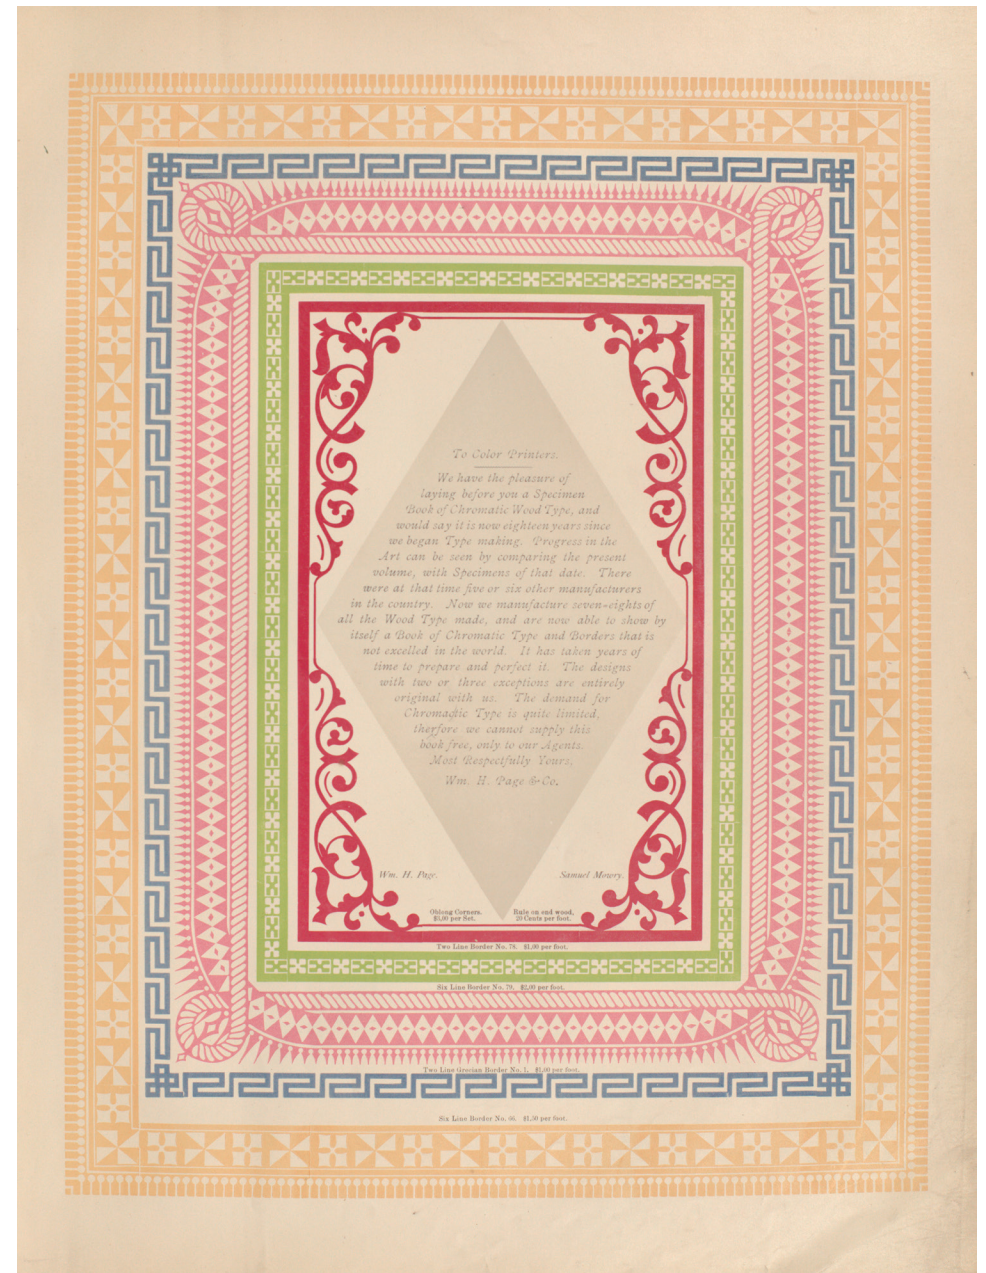 To Color Printers.
We have the pleasure of
laying before you a Specimen
Book of Chromatic Wood Type, and
would say it is now eighteen years since
we began Type making. Progress in the
Art can be seen by comparing the present
volume, with Specimens of that date. There
were at that time five or six other manufacturers
in the country. Now we manufacture seven-eights of
all the Wood Type made, and are now able to show by
itself a Book of Chromatic Type and Borders that is
not excelled in the world. It has taken years of
time to prepare and perfect it. The designs
with two or three exceptions are entirely
original with us. The demand for
Chromactic Type is quite limited,
therfore we cannot supply this
book free, only to our Agents.
Most Respectfully Yours,
Wm. H. Page & Co.
Wm. H. Page. Samuel Mowry.
Oblong Corners. Rule on end wood,
$3,00 per Set. 20 Cents per foot.
Two Line Border No. 78. $1,00 per foot.
Six Line Border No. 79. $2,00 per foot.
Two Line Grecian Border No. 1. $1,00 per foot.
Six Line Border No. $1,50 per foot.